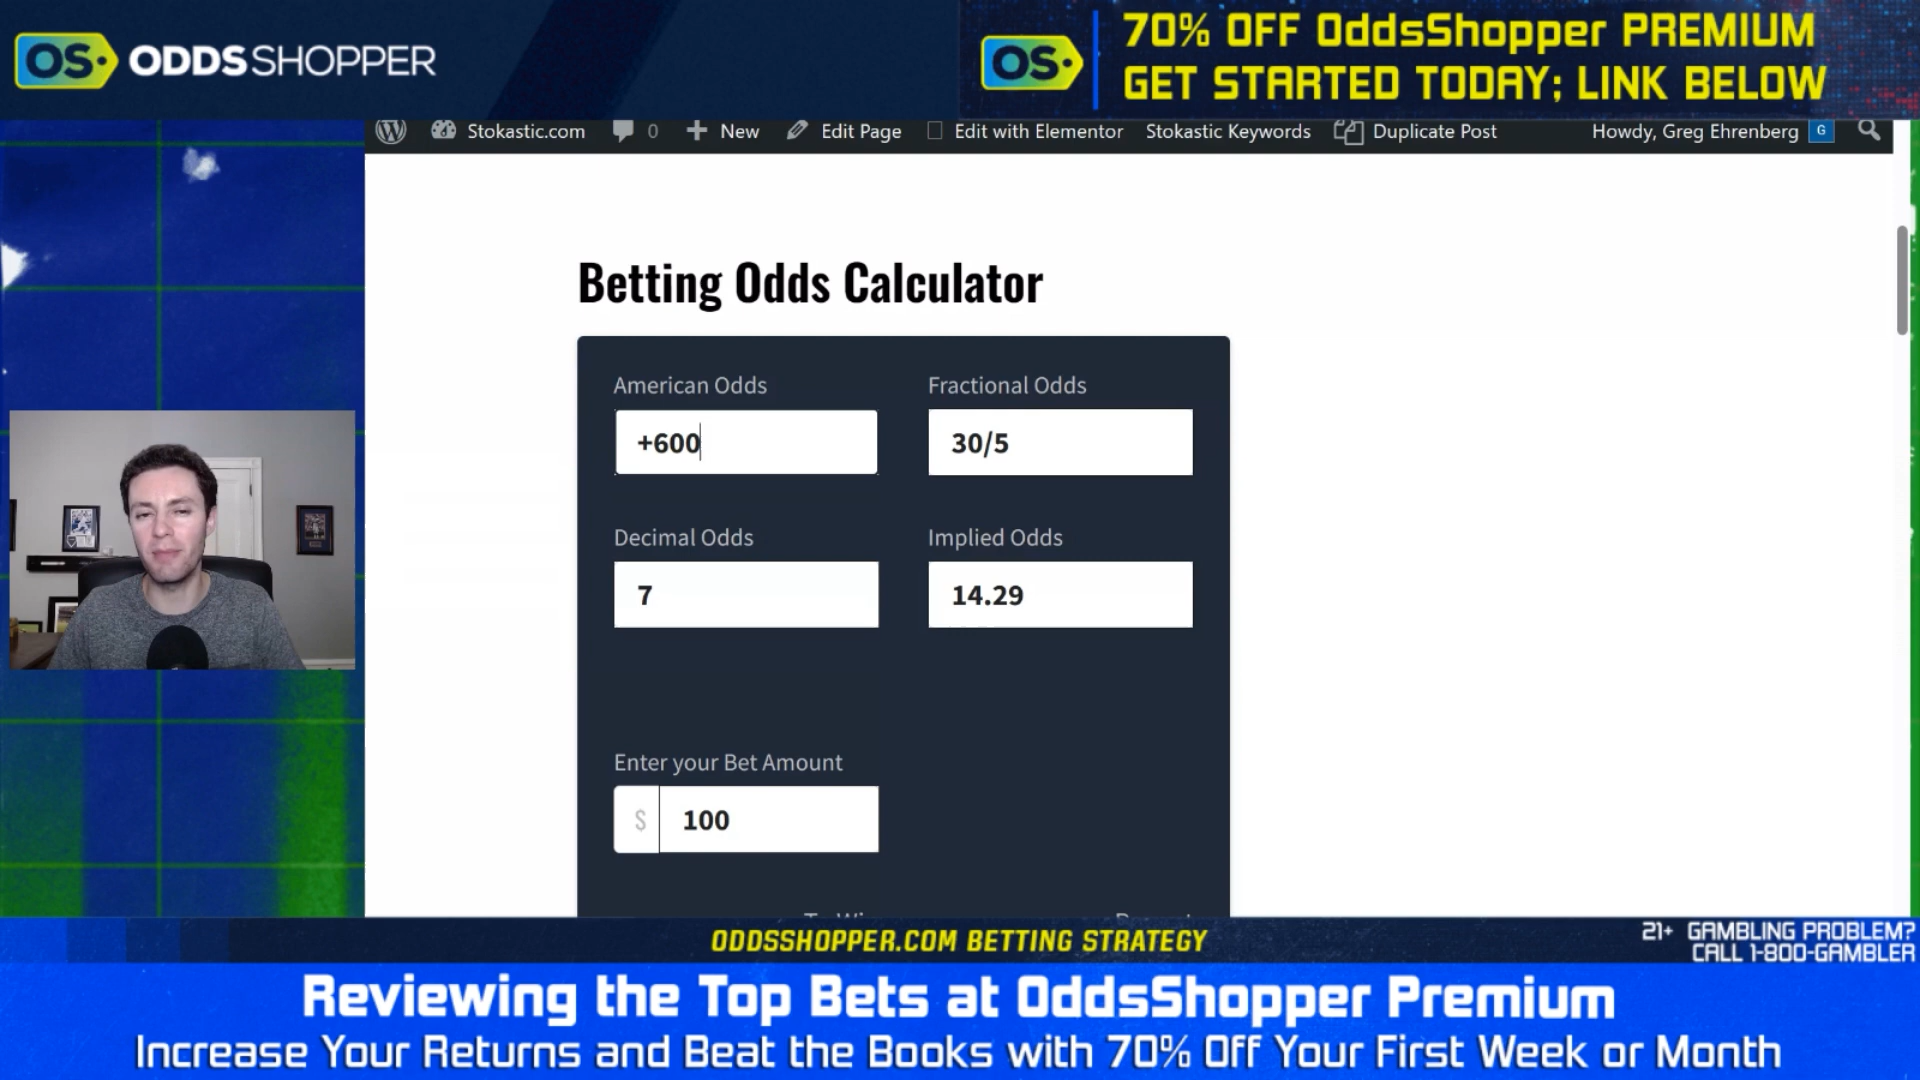 OS. ODDSSHOPPER
OS.
70% OFF OddsShopper PREMIUM
GET STARTED TODAY; LINK BELOW
Stokastic.com 0 New Edit Page Edit with Elementor Stokastic Keywords Duplicate Post Howdy, Greg Ehrenberg G
Betting Odds Calculator
American Odds Fractional Odds
+600 30/5
Decimal Odds Implied Odds
7 14.29
Enter your Bet Amount
$ 100
ODDSSHOPPER.COM BETTING STRATEGY
21+ GAMBLING PROBLEM?
CALL 1-800-GAMBLER
Reviewing the Top Bets at OddsShopper Premium
Increase Your Returns and Beat the Books with 70% Off Your First Week or Month